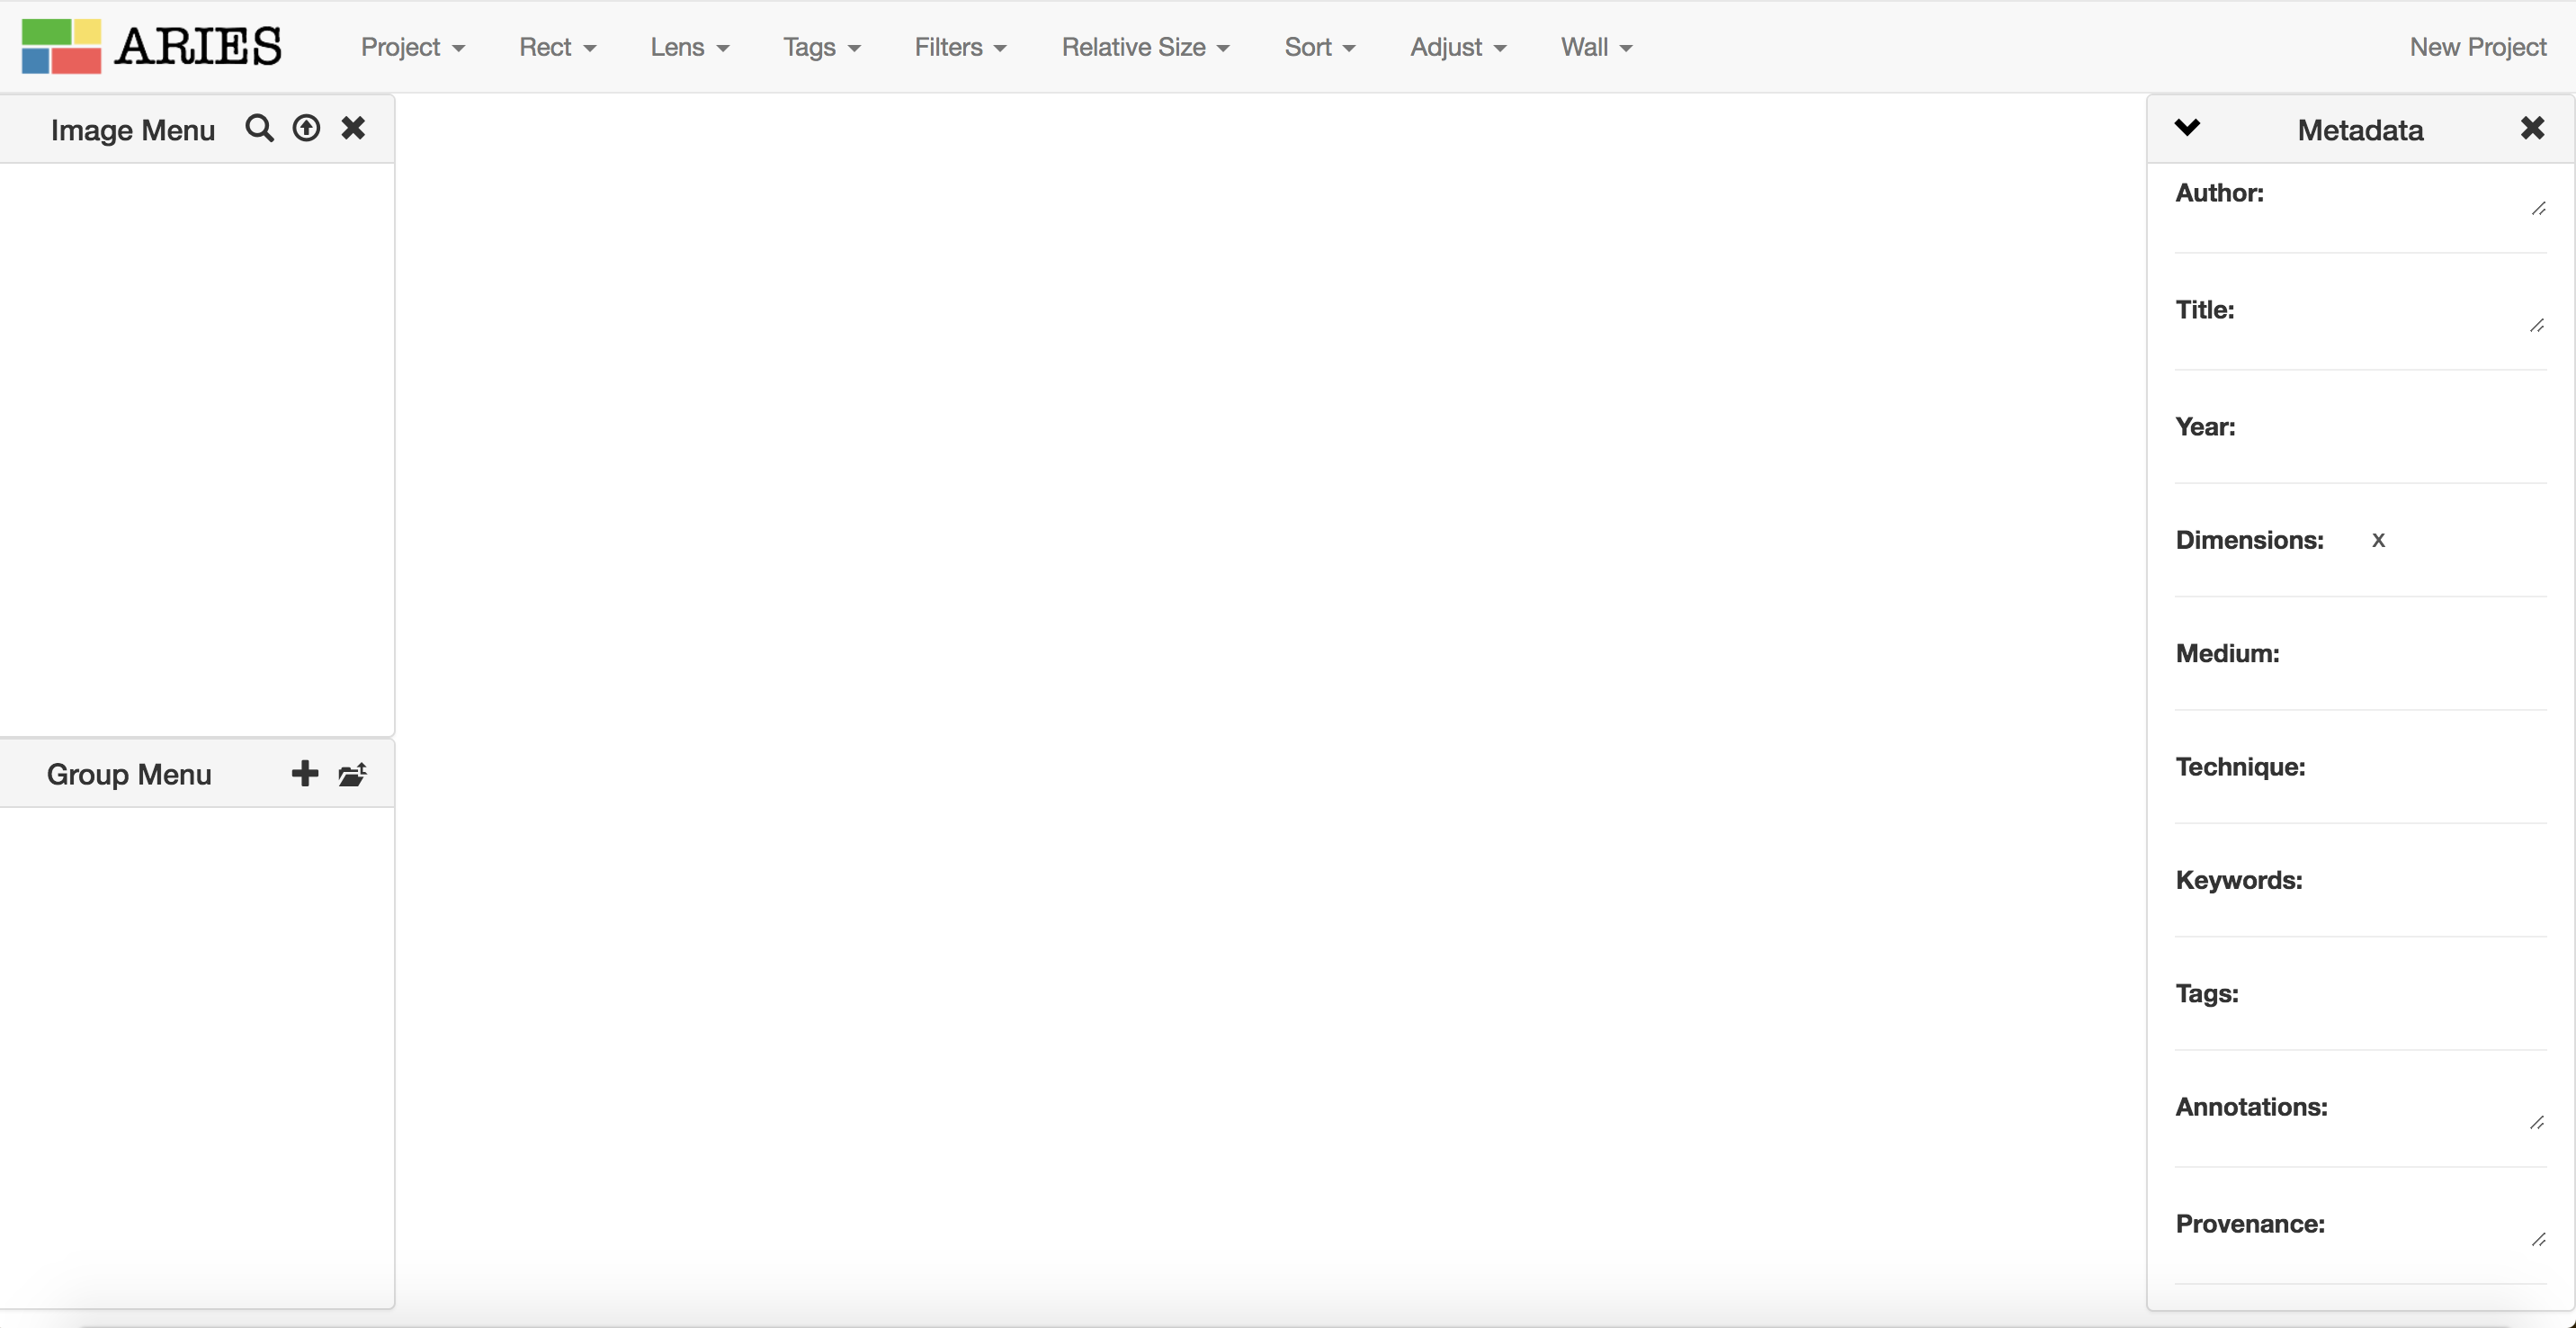 ARIES Project Rect Lens Tags Filters Relative Size Sort Adjust Wall New Project
Image Menu
Group Menu
Metadata
Author:
Title:
Year:
Dimensions: x
Medium:
Technique:
Keywords:
Tags:
Annotations:
Provenance: